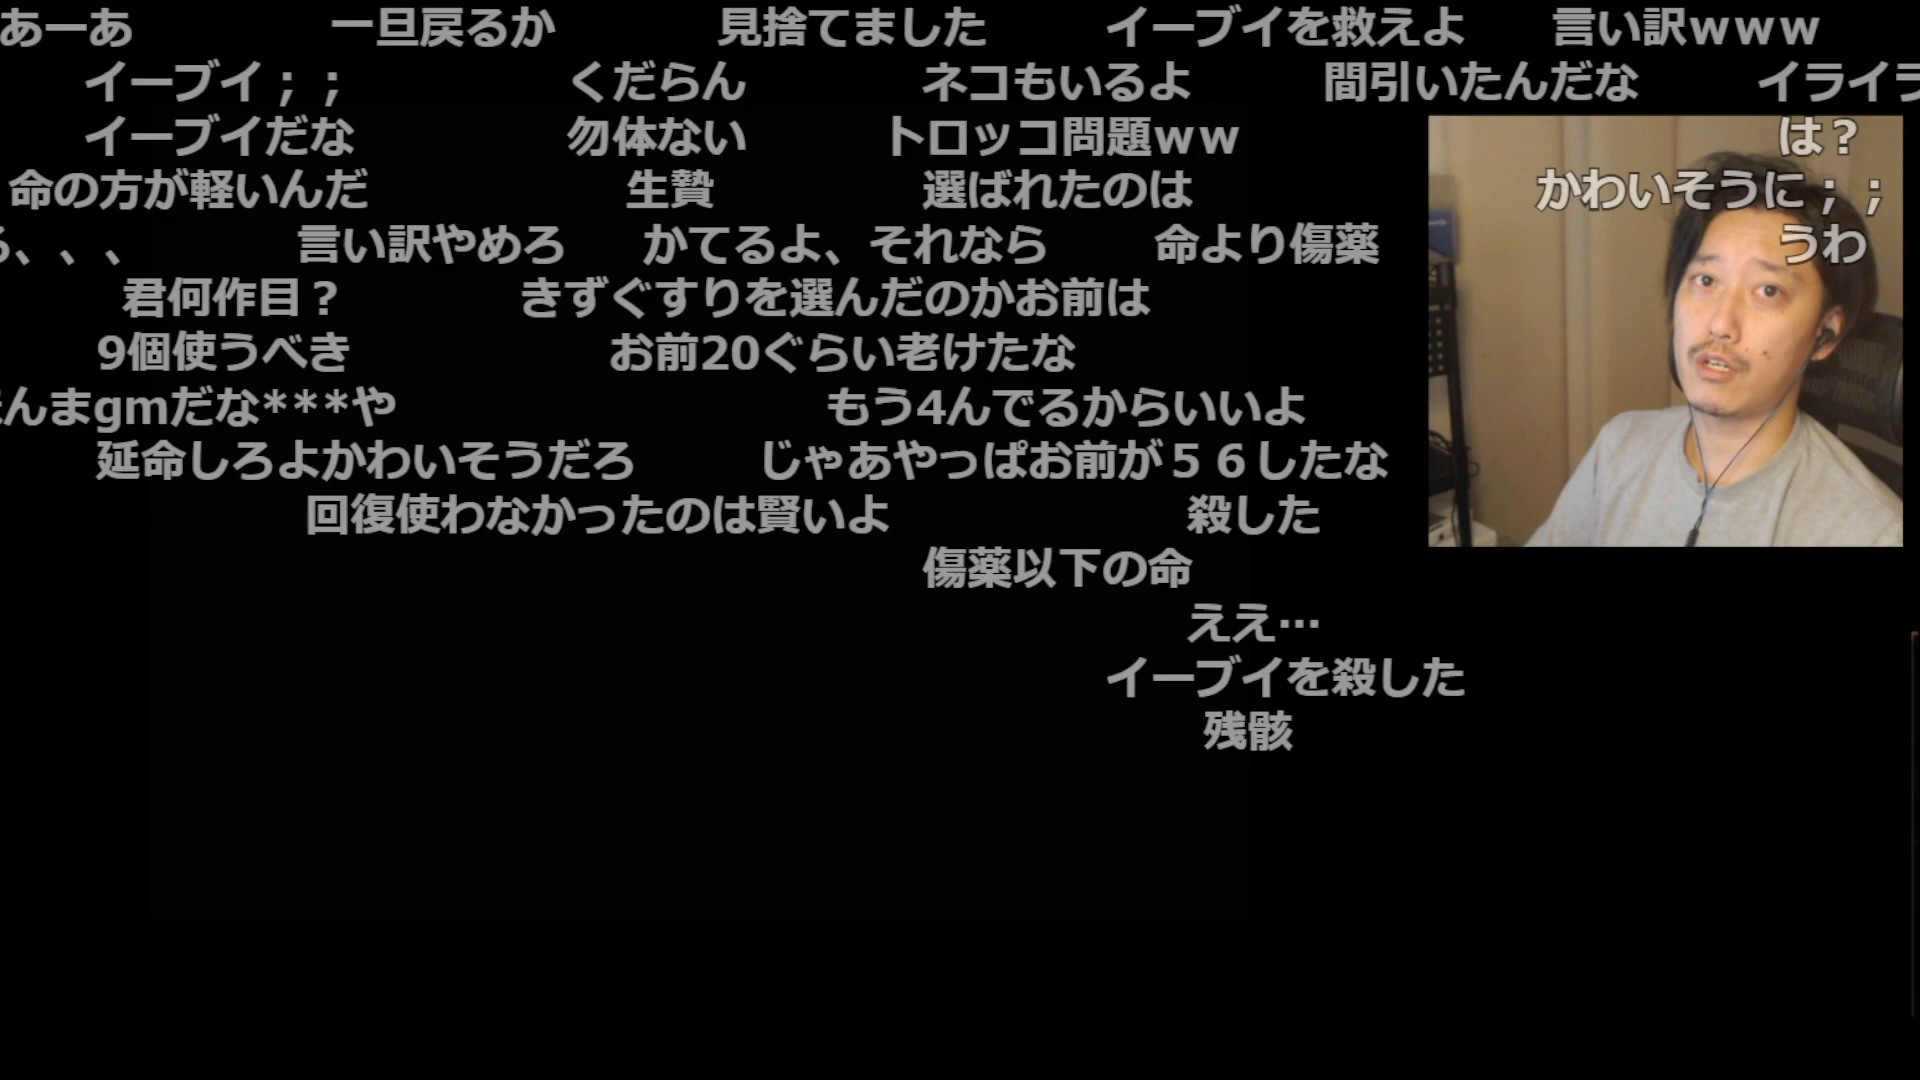 あーあ 一旦戻るか 見捨てました イーブイを救えよ 言い訳ｗｗｗ
イーブイ；； くだらん ネコもいるよ 間引いたんだな イライラ
イーブイだな 勿体ない トロッコ問題ｗｗ は？
命の方が軽いんだ 生贄 選ばれたのは かわいそうに；；
、、、 言い訳やめろ かてるよ、それなら 命より傷薬 うわ
君何作目？ きずぐすりを選んだのかお前は
9個使うべき お前20ぐらい老けたな
んまgmだな***や もう4んでるからいいよ
延命しろよかわいそうだろ じゃあやっぱお前が５６したな
回復使わなかったのは賢いよ 殺した
傷薬以下の命
ええ…
イーブイを殺した
残骸